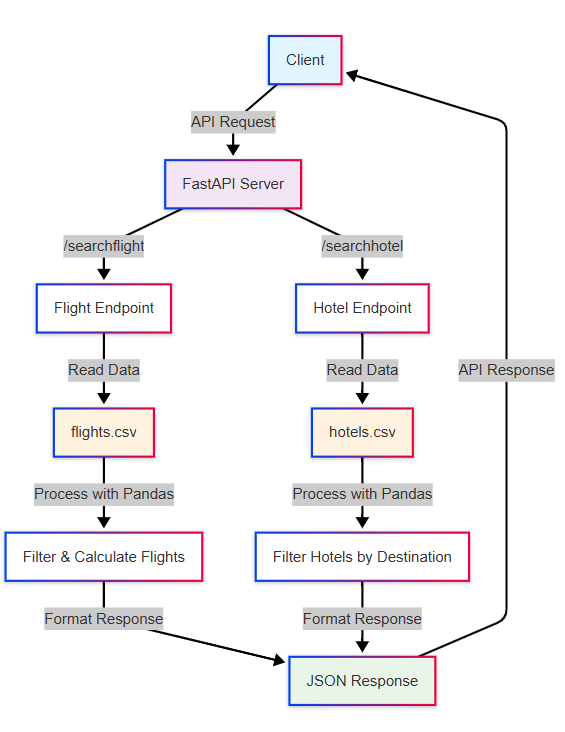 Client
API Request
FastAPI Server
/searchflight
/searchhotel
Flight Endpoint
Hotel Endpoint
Read Data
Read Data
API Response
flights.csv
hotels.csv
Process with Pandas
Process with Pandas
Filter & Calculate Flights
Filter Hotels by Destination
Format Response
Format Response
JSON Response